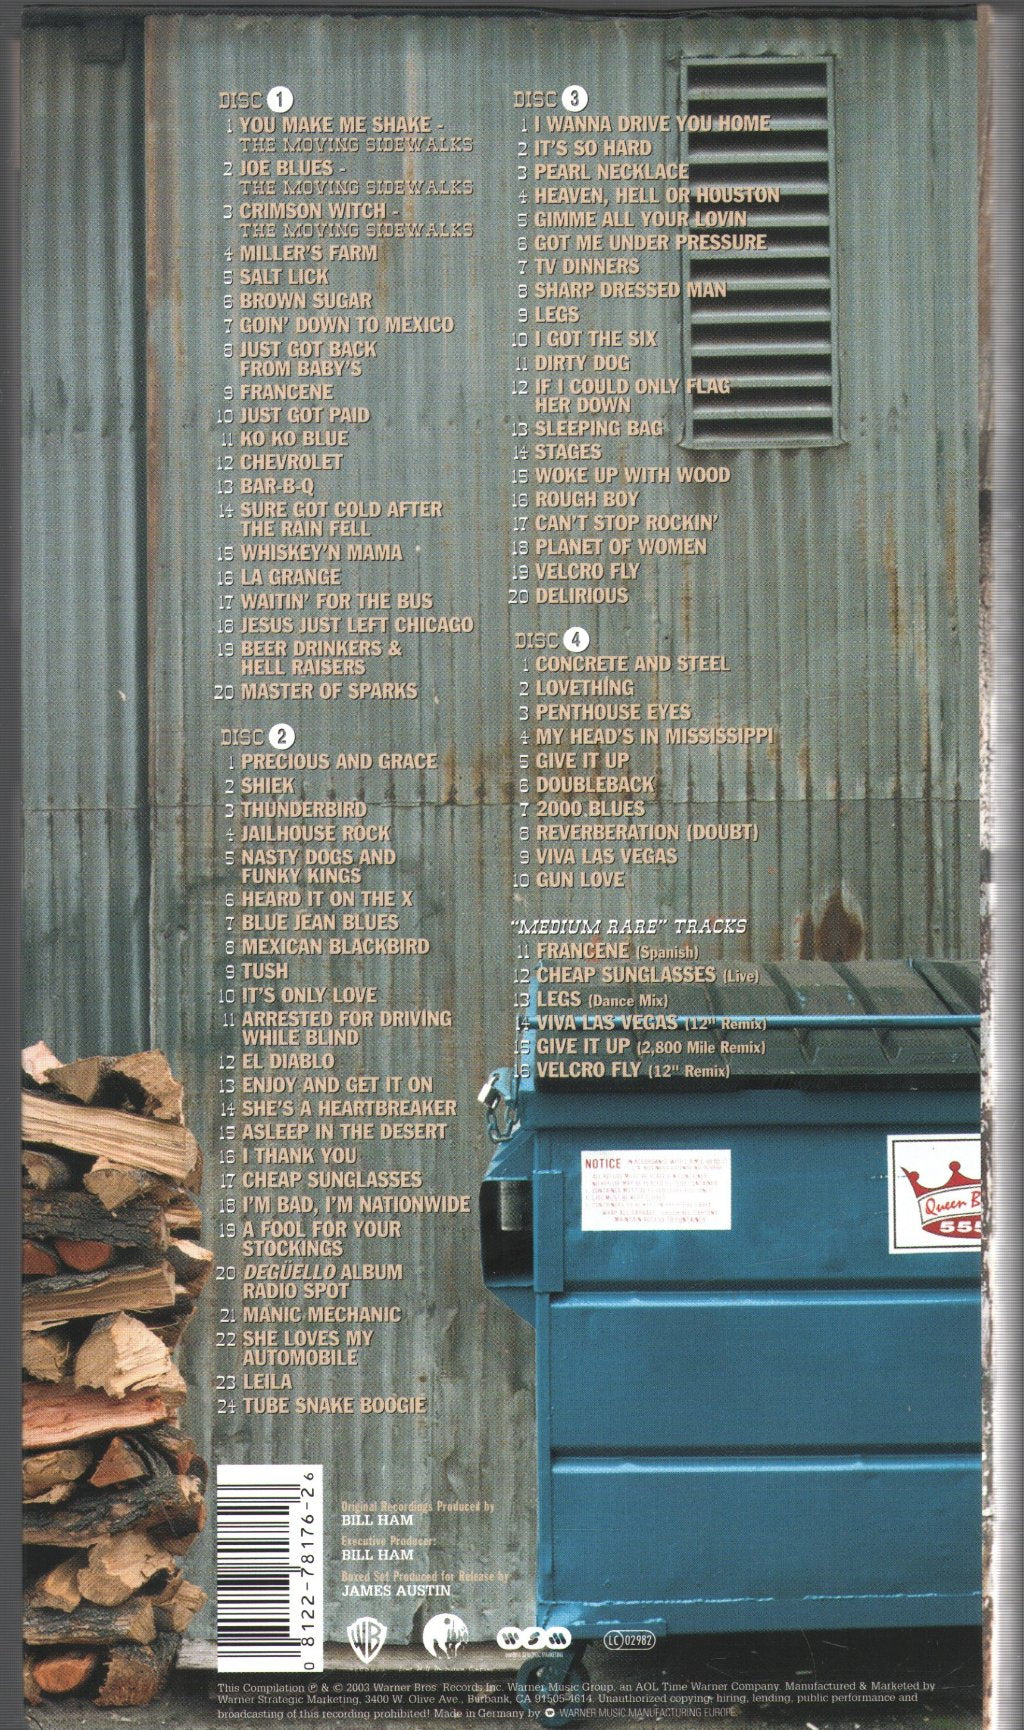 DISC 1
1 YOU MAKE ME SHAKE -
THE MOVING SIDEWALKS
2 JOE BLUES -
THE MOVING SIDEWALKS
3 CRIMSON WITCH -
THE MOVING SIDEWALKS
4 MILLER'S FARM
5 SALT LICK
6 BROWN SUGAR
7 GOIN' DOWN TO MEXICO
8 JUST GOT BACK
FROM BABY'S
9 FRANCENE
10 JUST GOT PAID
11 KO KO BLUE
12 CHEVROLET
13 BAR-B-Q
14 SURE GOT COLD AFTER
THE RAIN FELL
15 WHISKEY'N MAMA
16 LA GRANGE
17 WAITIN' FOR THE BUS
18 JESUS JUST LEFT CHICAGO
19 BEER DRINKERS &
HELL RAISERS
20 MASTER OF SPARKS
DISC 2
1 PRECIOUS AND GRACE
2 SHIEK
3 THUNDERBIRD
4 JAILHOUSE ROCK
5 NASTY DOGS AND
FUNKY KINGS
6 HEARD IT ON THE X
7 BLUE JEAN BLUES
8 MEXICAN BLACKBIRD
9 TUSH
10 IT'S ONLY LOVE
11 ARRESTED FOR DRIVING
WHILE BLIND
12 EL DIABLO
13 ENJOY AND GET IT ON
14 SHE'S A HEARTBREAKER
15 ASLEEP IN THE DESERT
16 I THANK YOU
17 CHEAP SUNGLASSES
18 I'M BAD, I'M NATIONWIDE
19 A FOOL FOR YOUR
STOCKINGS
20 DEGÜELLO ALBUM
RADIO SPOT
21 MANIC MECHANIC
22 SHE LOVES MY
AUTOMOBILE
23 LEILA
24 TUBE SNAKE BOOGIE
DISC 3
1 I WANNA DRIVE YOU HOME
2 IT'S SO HARD
3 PEARL NECKLACE
4 HEAVEN, HELL OR HOUSTON
5 GIMME ALL YOUR LOVIN
6 GOT ME UNDER PRESSURE
7 TV DINNERS
8 SHARP DRESSED MAN
9 LEGS
10 I GOT THE SIX
11 DIRTY DOG
12 IF I COULD ONLY FLAG
HER DOWN
13 SLEEPING BAG
14 STAGES
15 WOKE UP WITH WOOD
16 ROUGH BOY
17 CAN'T STOP ROCKIN'
18 PLANET OF WOMEN
19 VELCRO FLY
20 DELIRIOUS
DISC 4
1 CONCRETE AND STEEL
2 LOVETHING
3 PENTHOUSE EYES
4 MY HEAD'S IN MISSISSIPPI
5 GIVE IT UP
6 DOUBLEBACK
7 2000 BLUES
8 REVERBERATION (DOUBT)
9 VIVA LAS VEGAS
10 GUN LOVE
"MEDIUM RARE" TRACKS
11 FRANCENE (Spanish)
12 CHEAP SUNGLASSES (Live)
13 LEGS (Dance Mix)
14 VIVA LAS VEGAS (12" Remix)
15 GIVE IT UP (2,800 Mile Remix)
16 VELCRO FLY (12" Remix)
NOTICE
Queen B
555
0 8122-78176-2 6
Original Recordings Produced by
BILL HAM
Executive Producer:
BILL HAM
Boxed Set Produced for Release by
JAMES AUSTIN
WB
WSM
LC 02982
This Compilation ℗ & © 2003 Warner Bros. Records Inc. Warner Music Group, an AOL Time Warner Company. Manufactured & Marketed by
Warner Strategic Marketing, 3400 W. Olive Ave., Burbank, CA 91505-4614. Unauthorized copying, hiring, lending, public performance and
broadcasting of this recording prohibited! Made in Germany by WARNER MUSIC MANUFACTURING EUROPE.